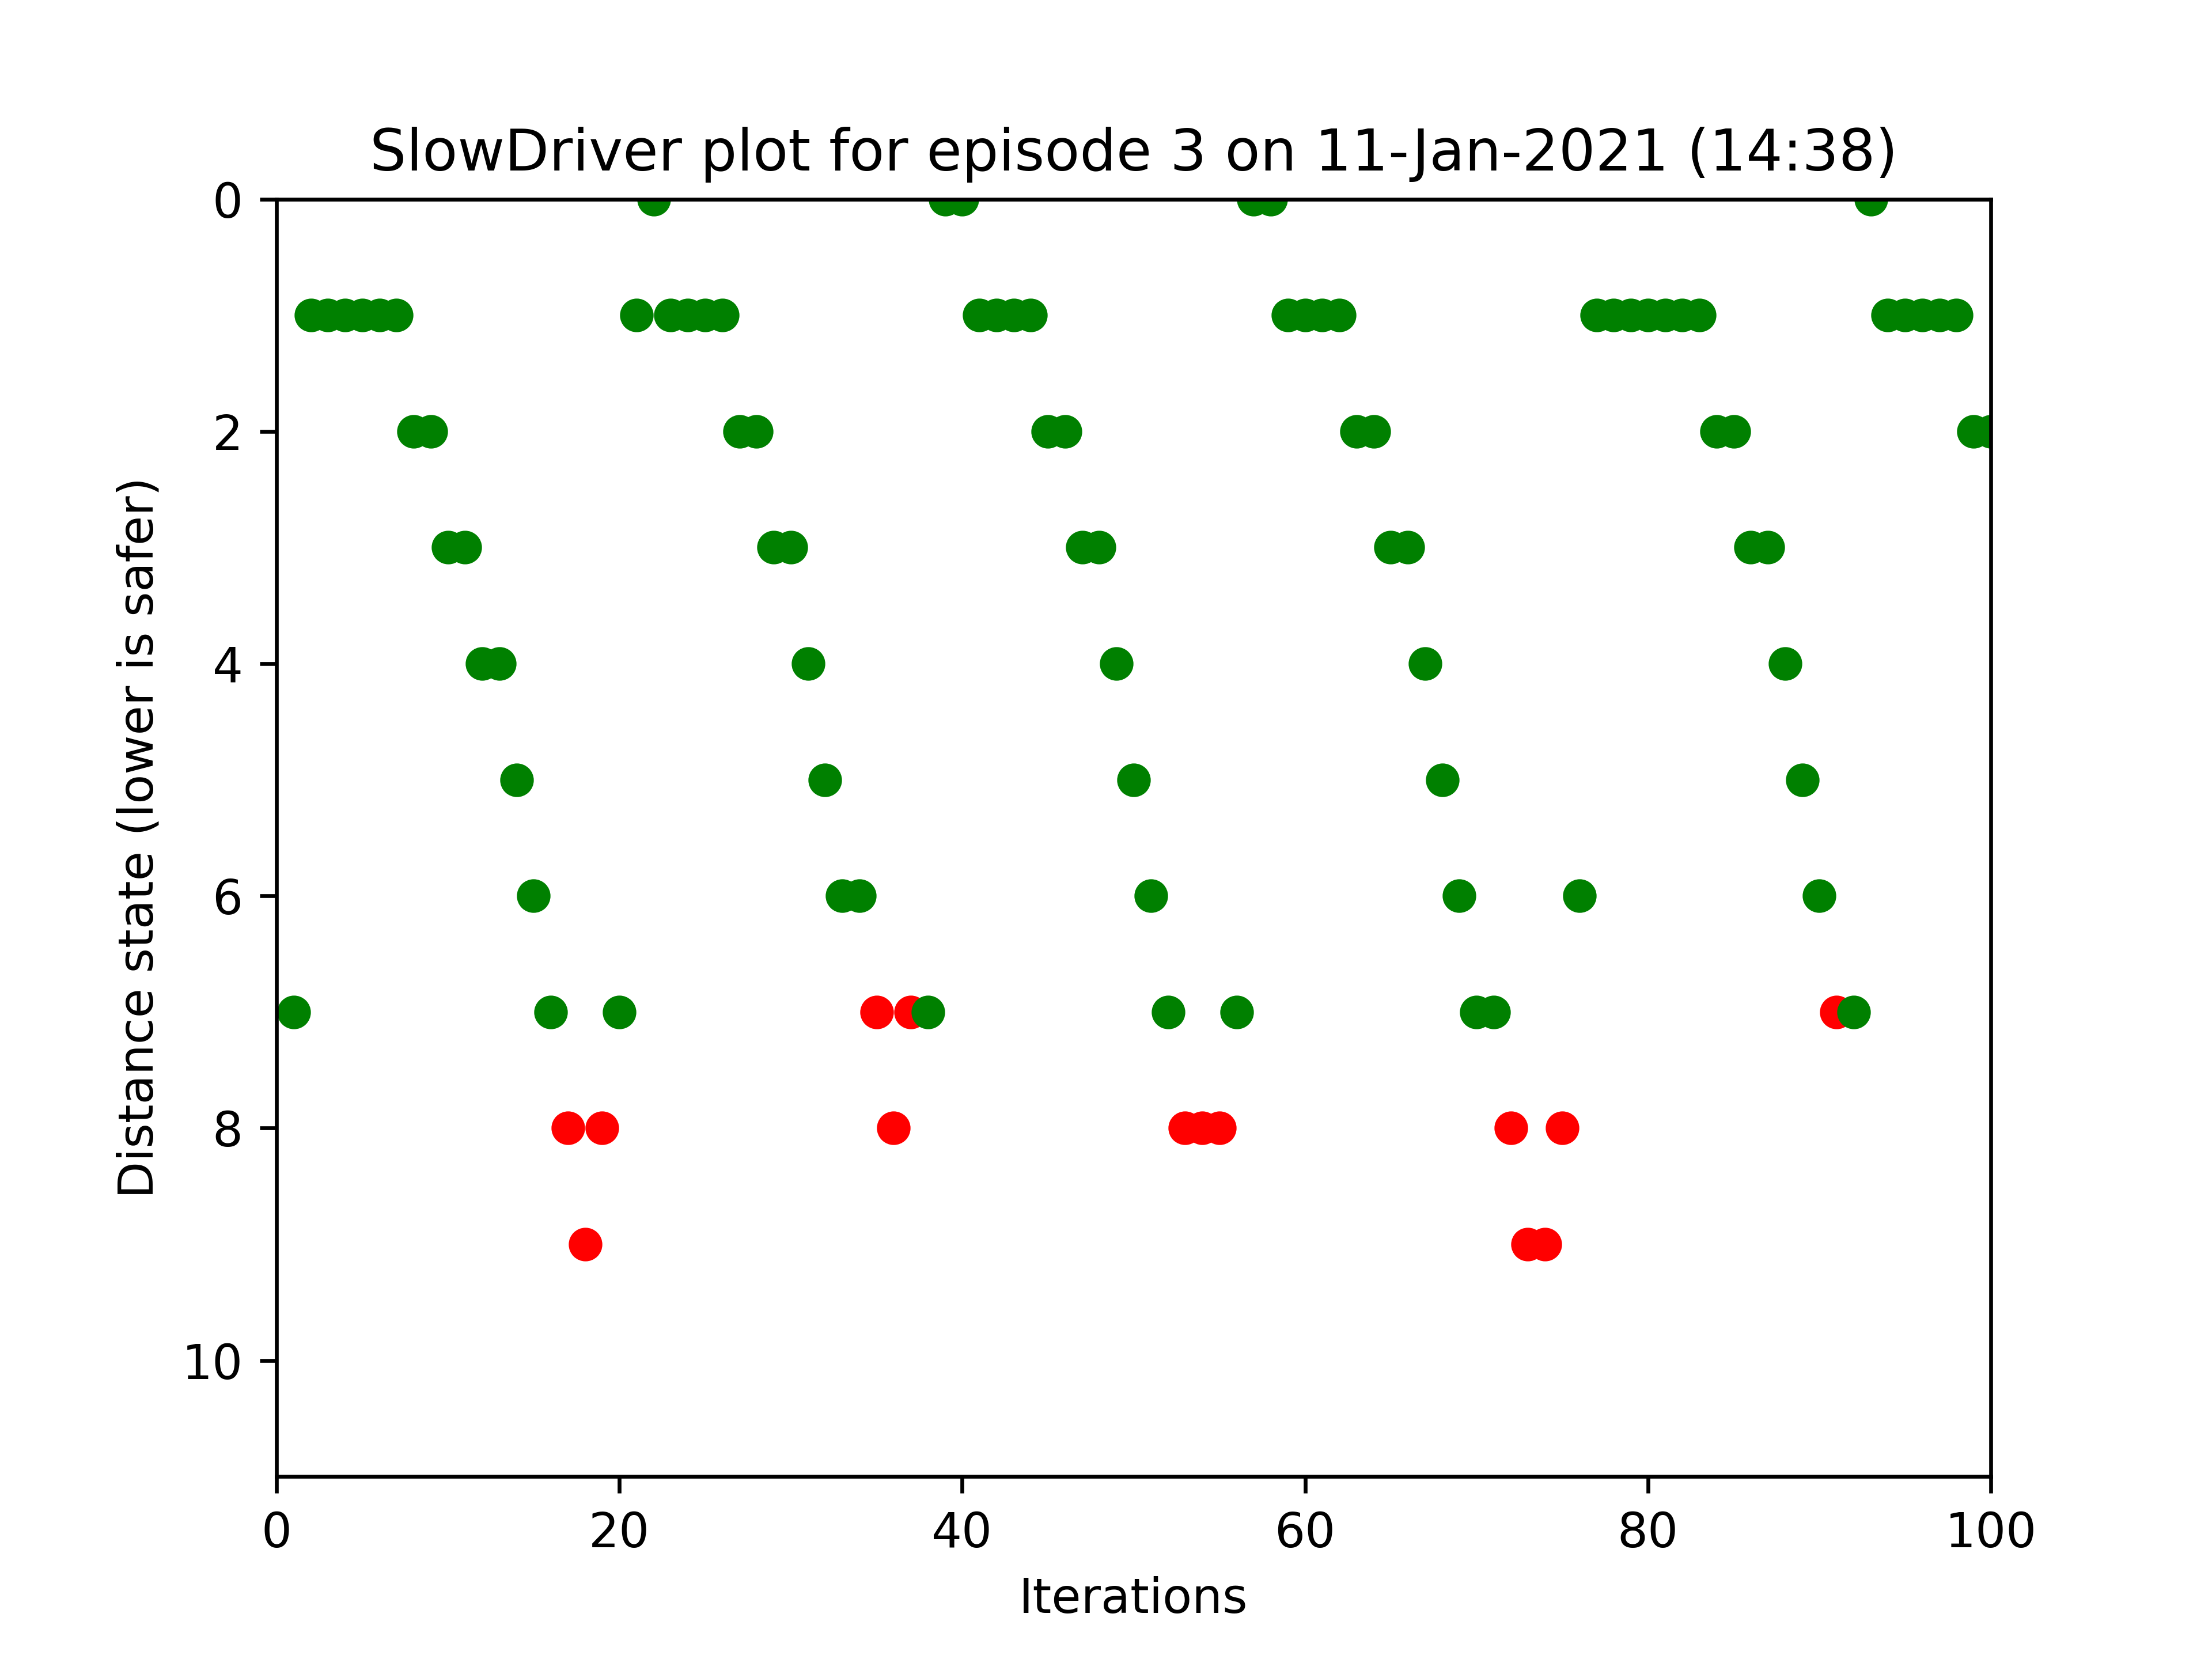 SlowDriver plot for episode 3 on 11-Jan-2021 (14:38)
0
2
4
6
8
10
Distance state (lower is safer)
0 20 40 60 80 100
Iterations